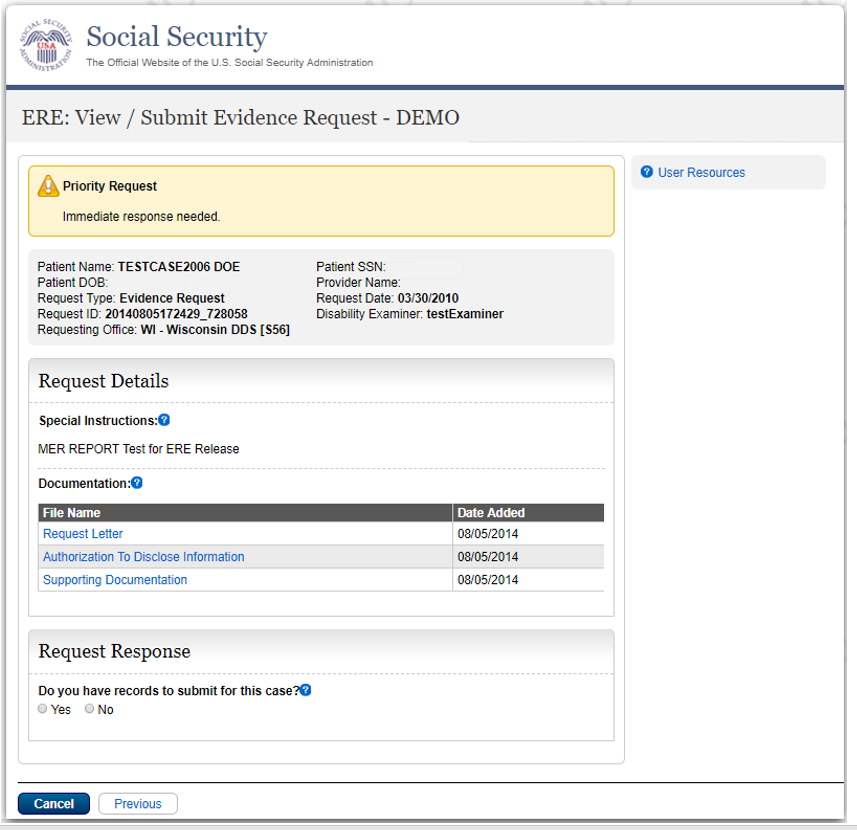 SOCIAL SECURITY ADMINISTRATION
USA
Social Security
The Official Website of the U.S. Social Security Administration
ERE: View / Submit Evidence Request - DEMO
Priority Request
Immediate response needed.
User Resources
Patient Name: TESTCASE2006 DOE
Patient SSN:
Patient DOB:
Provider Name:
Request Type: Evidence Request
Request Date: 03/30/2010
Request ID: 20140805172429_728058
Disability Examiner: testExaminer
Requesting Office: WI - Wisconsin DDS [S56]
Request Details
Special Instructions:?
MER REPORT Test for ERE Release
Documentation:?
File Name Date Added
Request Letter 08/05/2014
Authorization To Disclose Information 08/05/2014
Supporting Documentation 08/05/2014
Request Response
Do you have records to submit for this case??
Yes No
Cancel Previous